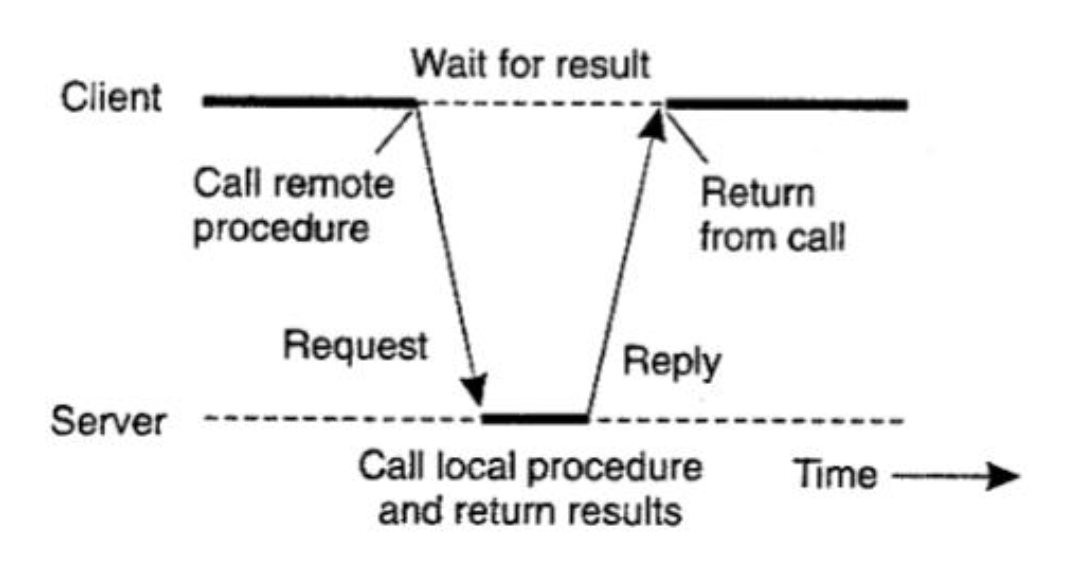 Wait for result
Client
Call remote
procedure
Return
from call
Request
Reply
Server
Call local procedure
and return results
Time